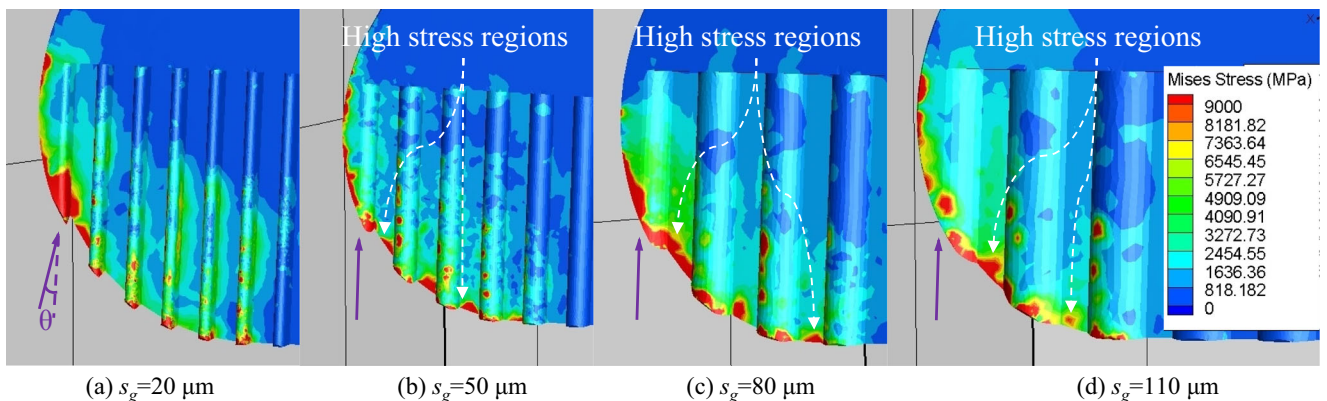 High stress regions
High stress regions
High stress regions
Mises Stress (MPa)
9000
8181.82
7363.64
6545.45
5727.27
4909.09
4090.91
3272.73
2454.55
1636.36
818.182
0
θ
(a) s_g=20 μm
(b) s_g=50 μm
(c) s_g=80 μm
(d) s_g=110 μm